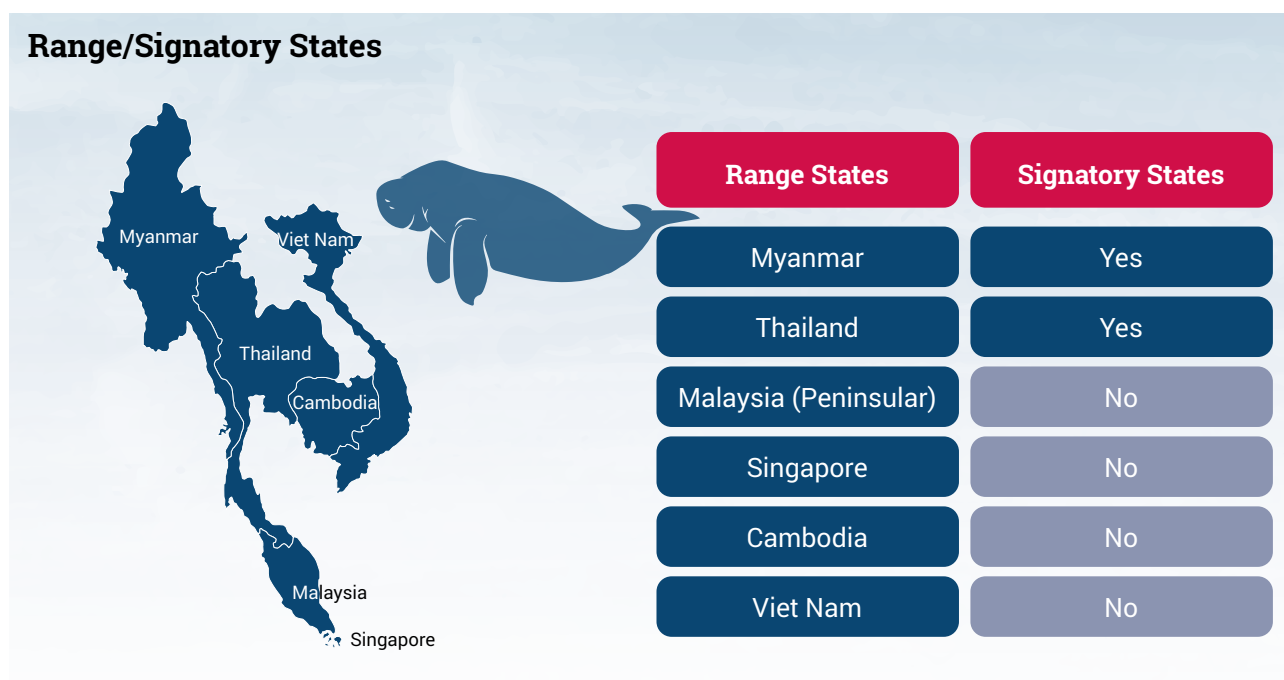 Range/Signatory States
Myanmar
Viet Nam
Thailand
Cambodia
Malaysia
Singapore
Range States Signatory States
Myanmar Yes
Thailand Yes
Malaysia (Peninsular) No
Singapore No
Cambodia No
Viet Nam No